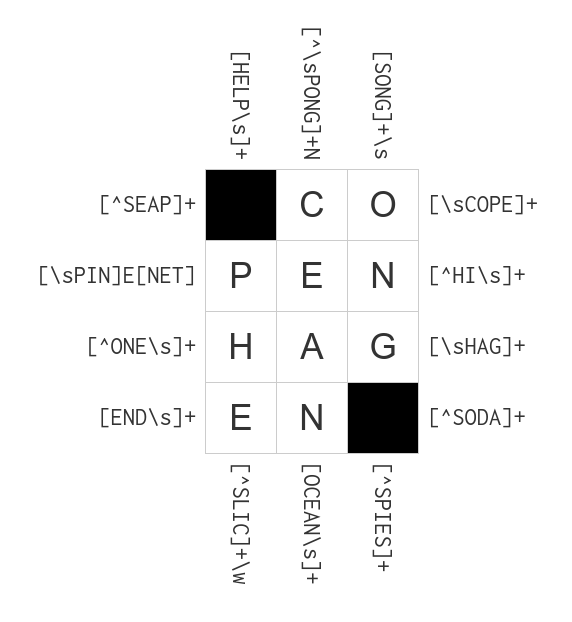 [HELP\s]+
[^\sPONG]+N
[SONG]+\s
[^SEAP]+ C O [\sCOPE]+
[\sPIN]E[NET] P E N [^HI\s]+
[^ONE\s]+ H A G [\sHAG]+
[END\s]+ E N [^SODA]+
[^SLIC]+\w
[OCEAN\s]+
[^SPIES]+